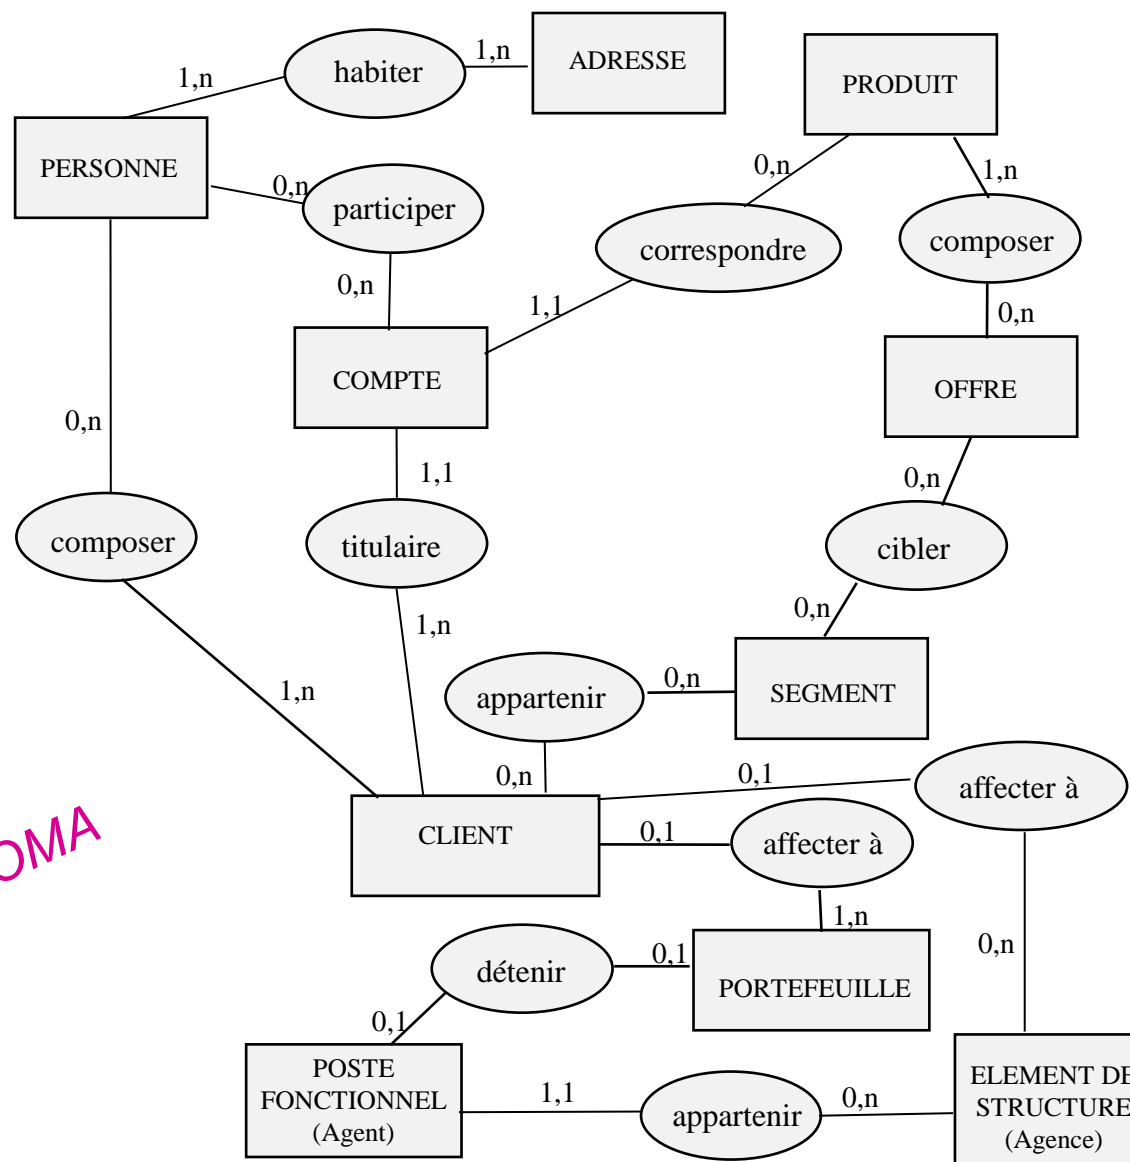 1,n
habiter
1,n
ADRESSE
PRODUIT
PERSONNE
0,n
participer
0,n
1,n
correspondre
composer
0,n
1,1
0,n
COMPTE
OFFRE
0,n
1,1
0,n
composer
titulaire
cibler
1,n
0,n
1,n
appartenir
0,n
SEGMENT
0,n
0,1
affecter à
CLIENT
0,1
affecter à
OMA
1,n
0,n
détenir
0,1
PORTEFEUILLE
0,1
POSTE
FONCTIONNEL
(Agent)
1,1
appartenir
0,n
ELEMENT DE
STRUCTURE
(Agence)